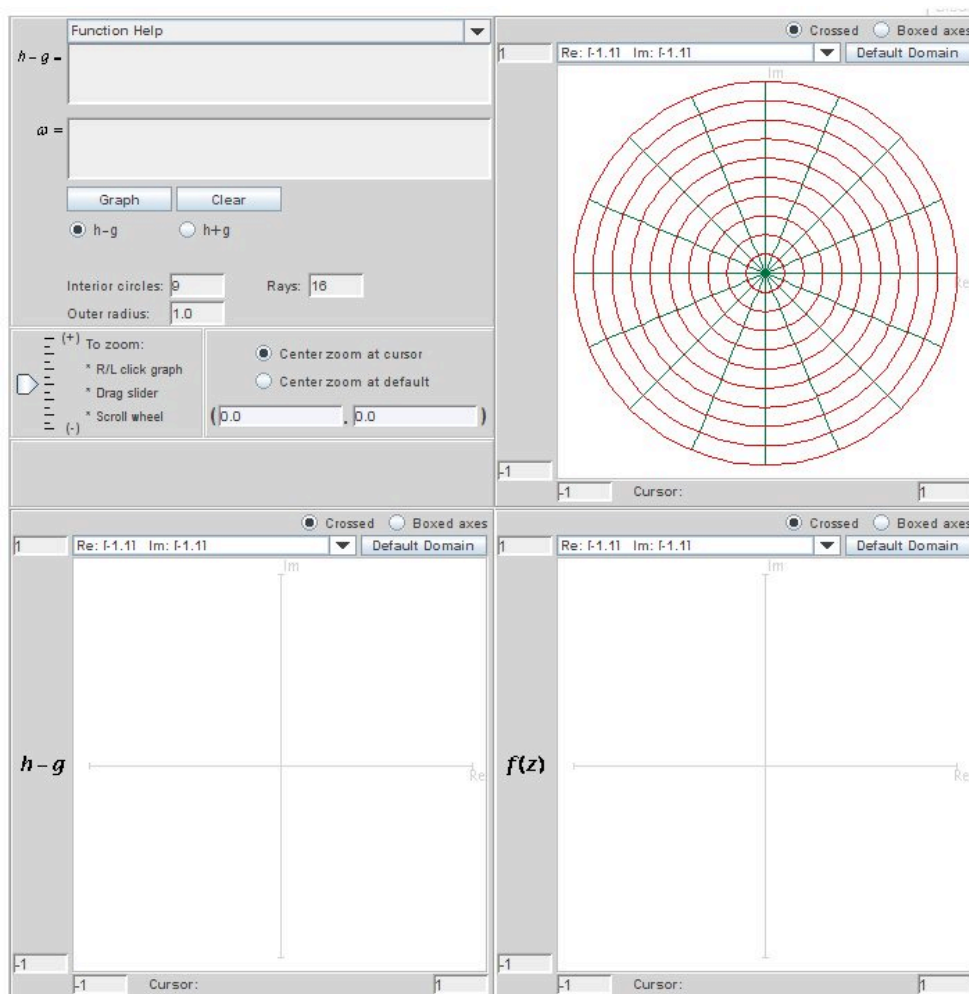 Function Help
h – g =
ω =
Graph Clear
h–g h+g
Interior circles: 9 Rays: 16
Outer radius: 1.0
(+) To zoom:
* R/L click graph
* Drag slider
* Scroll wheel
(-)
Center zoom at cursor
Center zoom at default
( 0.0 , 0.0 )
Crossed Boxed axes
1 Re: [-1,1] Im: [-1,1] Default Domain
Im
Re
-1
-1 Cursor: 1
Crossed Boxed axes
1 Re: [-1,1] Im: [-1,1] Default Domain
Im
h – g
Re
-1
-1 Cursor: 1
Crossed Boxed axes
1 Re: [-1,1] Im: [-1,1] Default Domain
Im
f(z)
Re
-1
-1 Cursor: 1